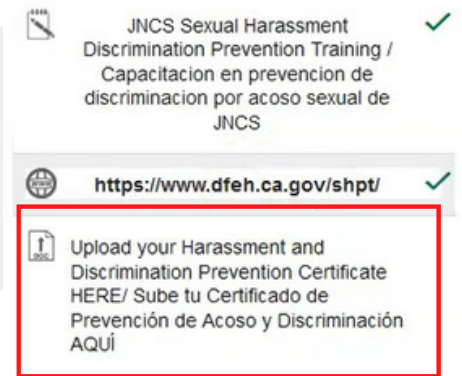 JNCS Sexual Harassment
Discrimination Prevention Training /
Capacitacion en prevencion de
discriminacion por acoso sexual de
JNCS
https://www.dfeh.ca.gov/shpt/
Upload your Harassment and
Discrimination Prevention Certificate
HERE/ Sube tu Certificado de
Prevención de Acoso y Discriminación
AQUÍ